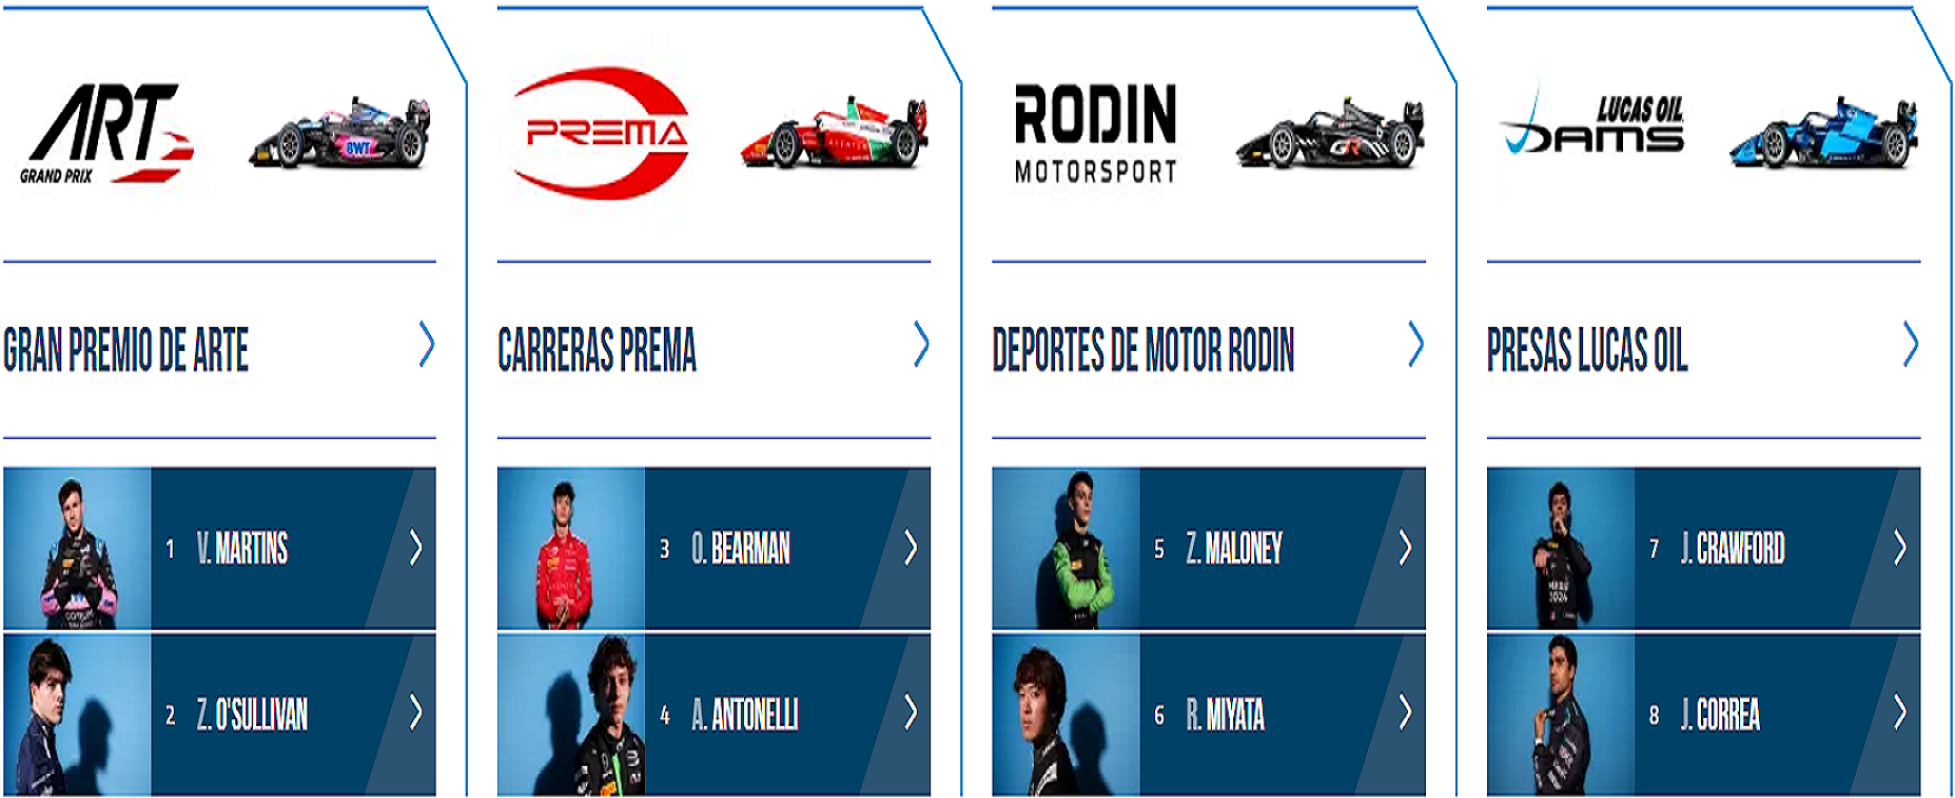 ART
GRAND PRIX
BWT
GRAN PREMIO DE ARTE
1 V. MARTINS
2 Z. O'SULLIVAN
PREMA
CARRERAS PREMA
3 O. BEARMAN
4 A. ANTONELLI
RODIN
MOTORSPORT
GR
DEPORTES DE MOTOR RODIN
5 Z. MALONEY
6 R. MIYATA
LUCAS OIL
DAMS
PRESAS LUCAS OIL
7 J. CRAWFORD
8 J. CORREA